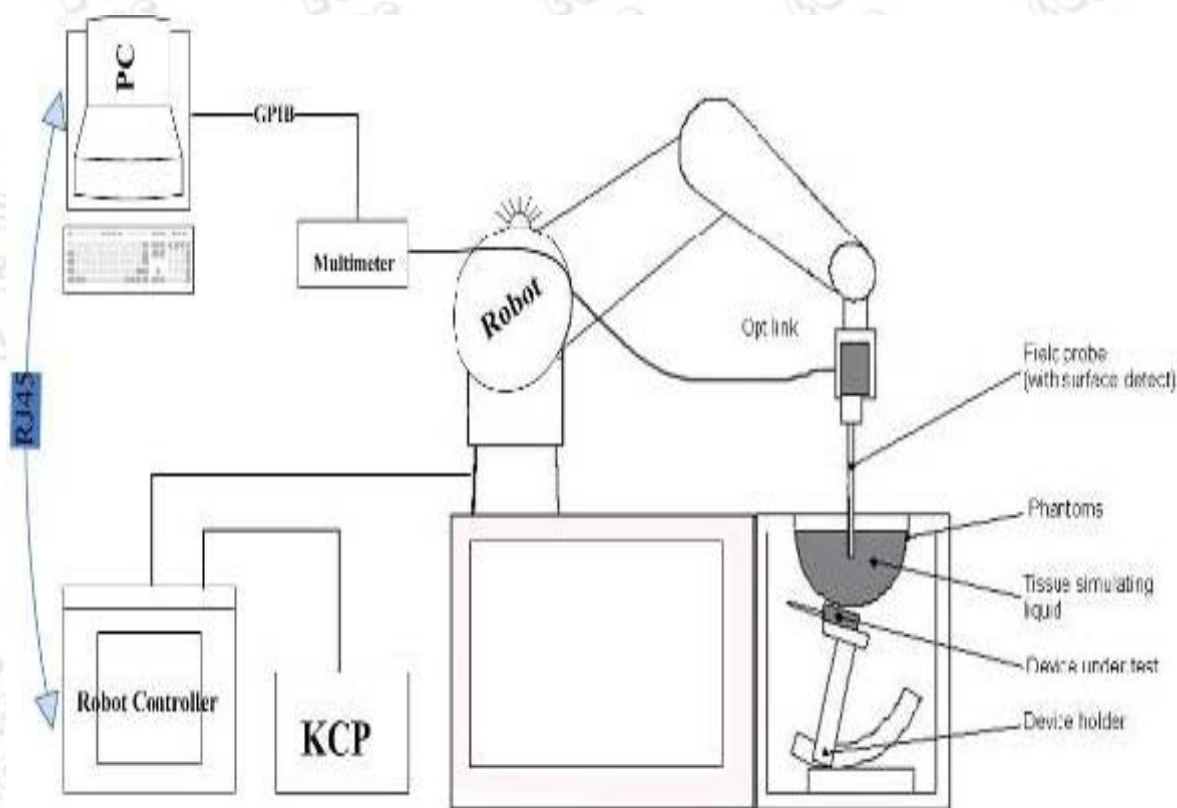 PC
GPIB
Multimeter
Robot
Opt link
Field probe
(with surface detect)
RJ45
Phantoms
Tissue simulating
liquid
Device under test
Device holder
Robot Controller
KCP